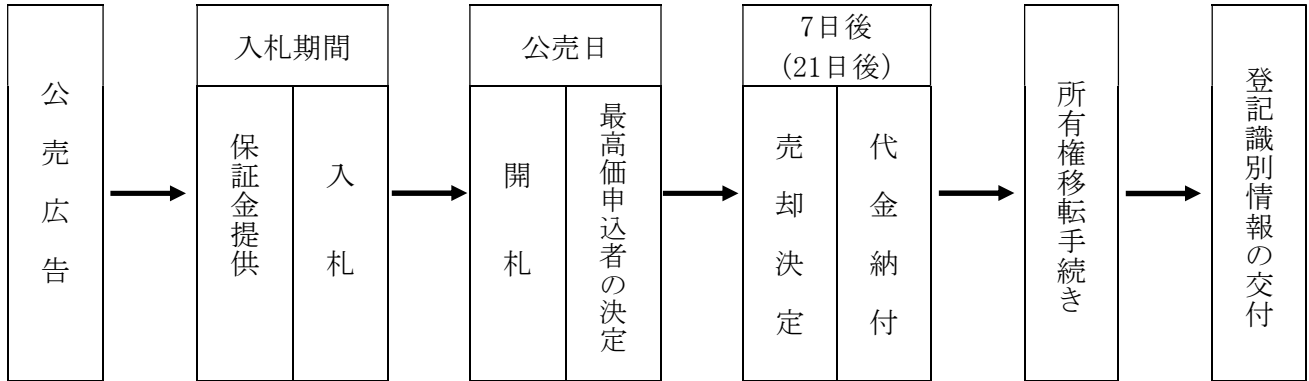 公売広告
入札期間
保証金提供
入札
公売日
開札
最高価申込者の決定
7日後
(21日後)
売却決定
代金納付
所有権移転手続き
登記識別情報の交付